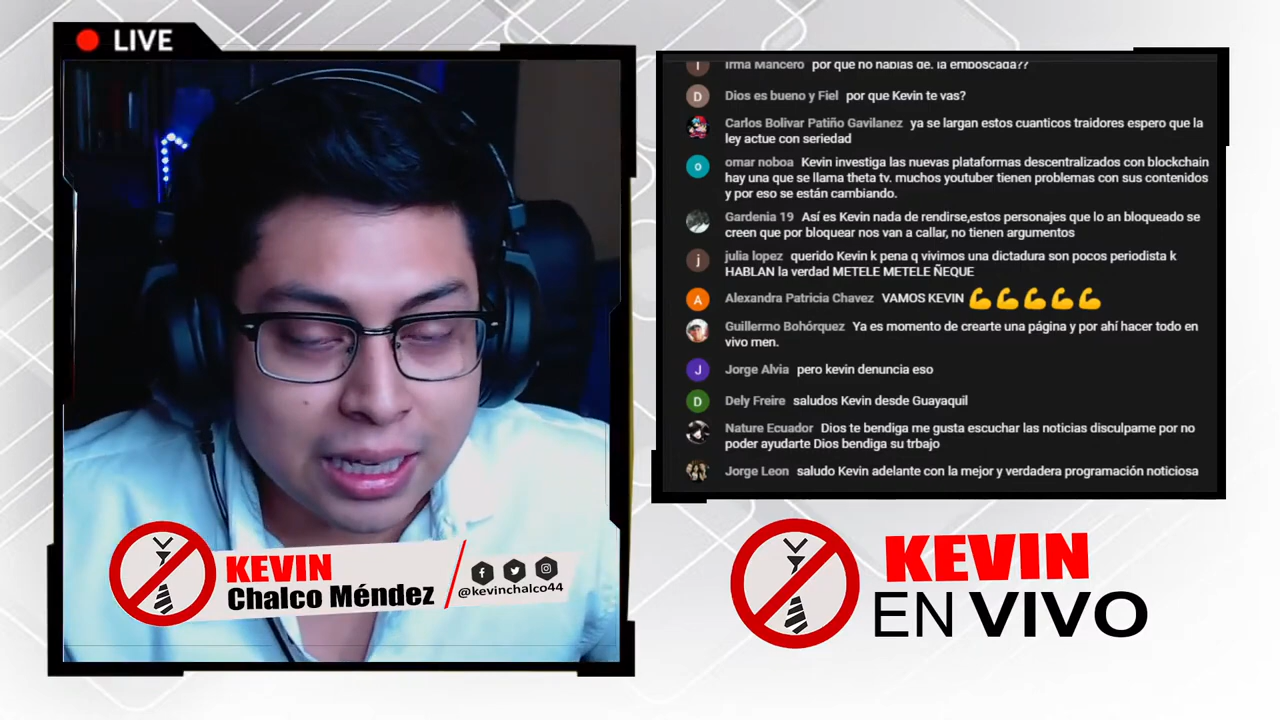 LIVE
KEVIN
Chalco Méndez
@kevinchalco44
Irma Mancero por que no hablas de. la emboscada??
D Dios es bueno y Fiel por que Kevin te vas?
Carlos Bolivar Patiño Gavilanez ya se largan estos cuanticos traidores espero que la
ley actue con seriedad
o omar noboa Kevin investiga las nuevas plataformas descentralizados con blockchain
hay una que se llama theta tv. muchos youtuber tienen problemas con sus contenidos
y por eso se están cambiando.
Gardenia 19 Así es Kevin nada de rendirse,estos personajes que lo an bloqueado se
creen que por bloquear nos van a callar, no tienen argumentos
j julia lopez querido Kevin k pena q vivimos una dictadura son pocos periodista k
HABLAN la verdad METELE METELE ÑEQUE
A Alexandra Patricia Chavez VAMOS KEVIN 💪💪💪💪💪
Guillermo Bohórquez Ya es momento de crearte una página y por ahí hacer todo en
vivo men.
J Jorge Alvia pero kevin denuncia eso
D Dely Freire saludos Kevin desde Guayaquil
Nature Ecuador Dios te bendiga me gusta escuchar las noticias disculpame por no
poder ayudarte Dios bendiga su trbajo
Jorge Leon saludo Kevin adelante con la mejor y verdadera programación noticiosa
KEVIN
EN VIVO